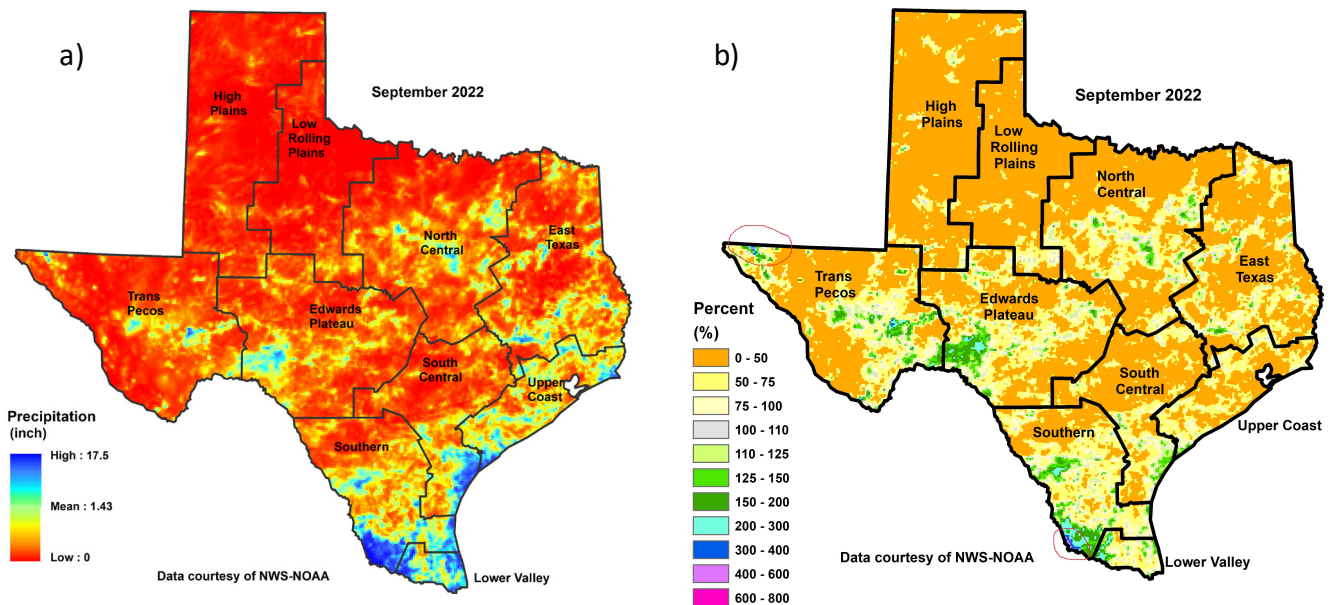 a)
September 2022
High
Plains
Low
Rolling
Plains
North
Central
East
Texas
Trans
Pecos
Edwards
Plateau
South
Central
Upper
Coast
Southern
Lower Valley
Precipitation
(inch)
High : 17.5
Mean : 1.43
Low : 0
Data courtesy of NWS-NOAA
b)
September 2022
High
Plains
Low
Rolling
Plains
North
Central
East
Texas
Trans
Pecos
Edwards
Plateau
South
Central
Upper Coast
Southern
Lower Valley
Percent
(%)
0 - 50
50 - 75
75 - 100
100 - 110
110 - 125
125 - 150
150 - 200
200 - 300
300 - 400
400 - 600
600 - 800
Data courtesy of NWS-NOAA